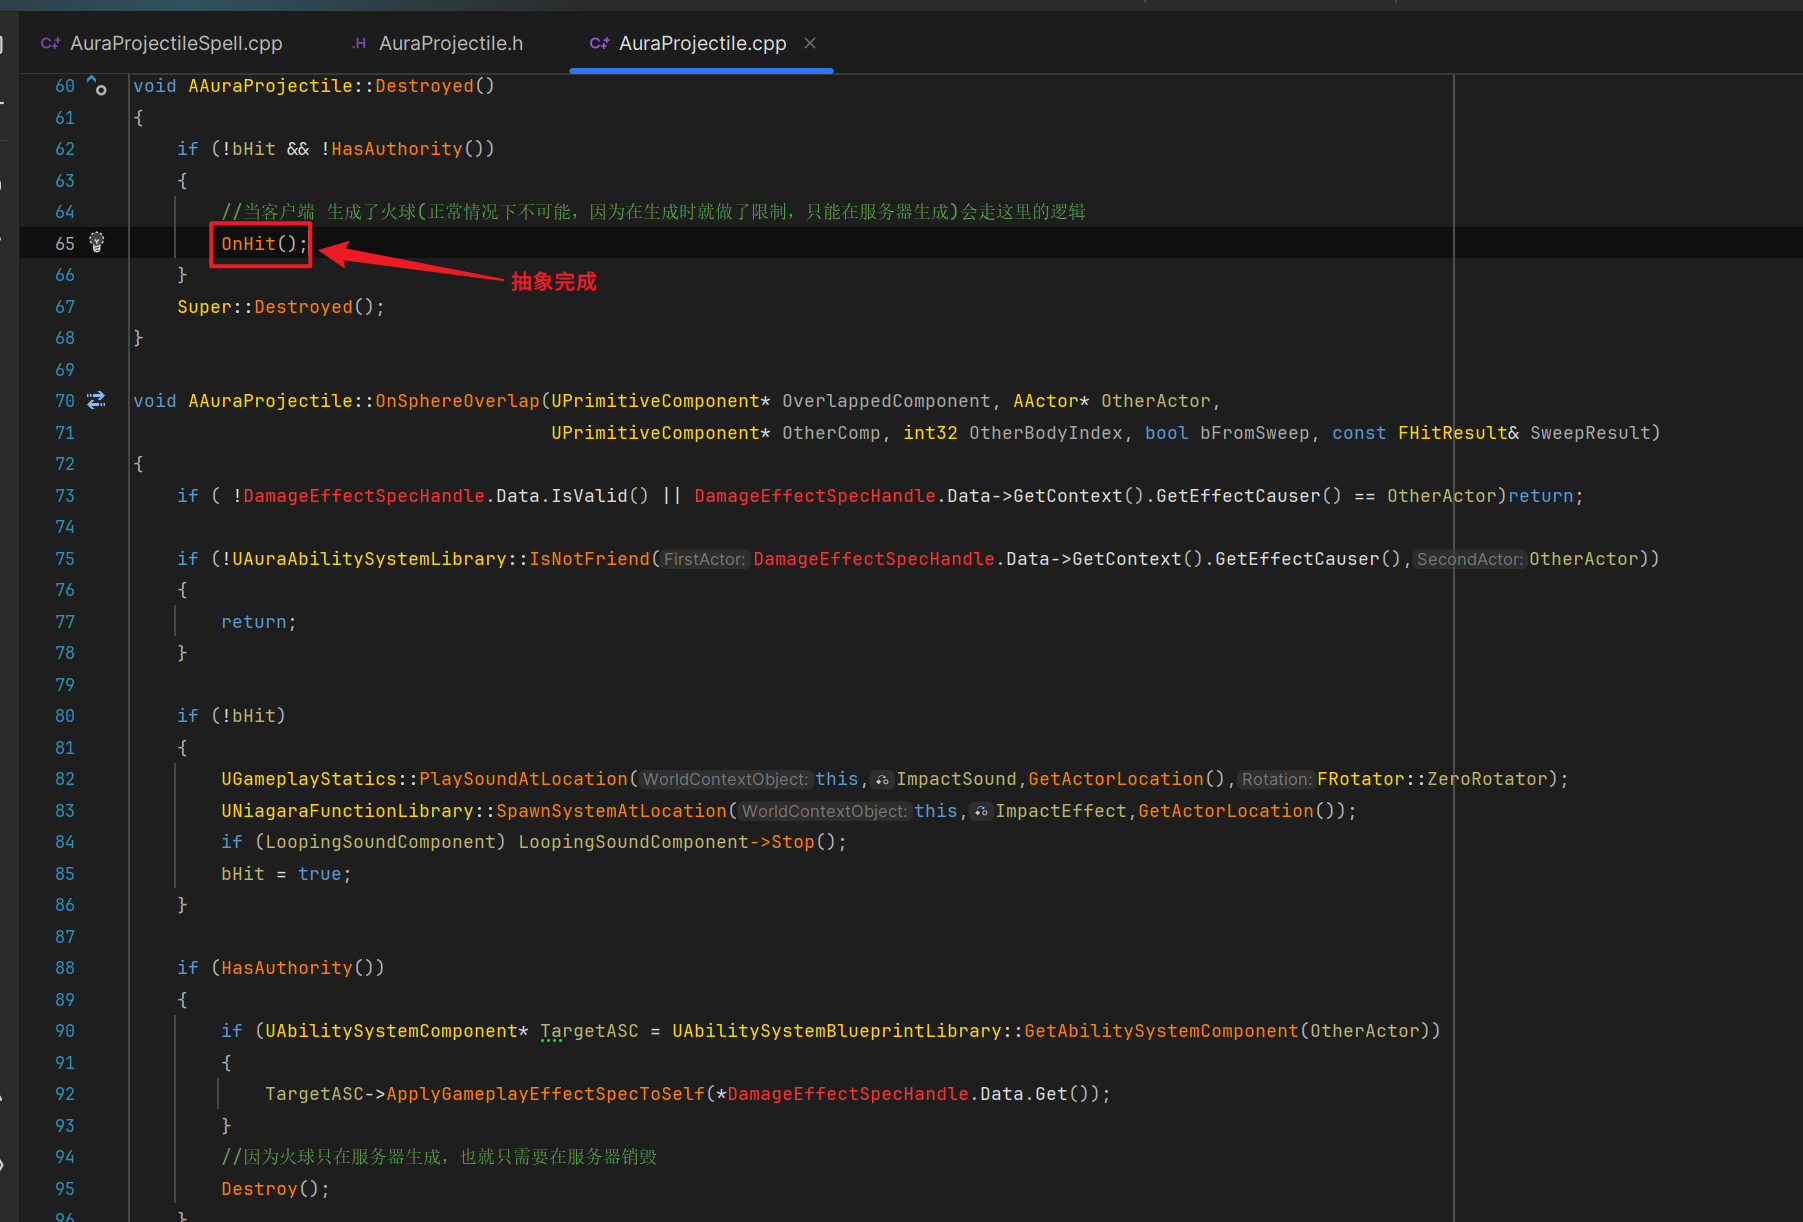 C++ AuraProjectileSpell.cpp .H AuraProjectile.h C++ AuraProjectile.cpp ×
60 void AAuraProjectile::Destroyed()
61 {
62 if (!bHit && !HasAuthority())
63 {
64 //当客户端 生成了火球(正常情况下不可能，因为在生成时就做了限制，只能在服务器生成)会走这里的逻辑
65 OnHit();
抽象完成
66 }
67 Super::Destroyed();
68 }
69
70 void AAuraProjectile::OnSphereOverlap(UPrimitiveComponent* OverlappedComponent, AActor* OtherActor,
71 UPrimitiveComponent* OtherComp, int32 OtherBodyIndex, bool bFromSweep, const FHitResult& SweepResult)
72 {
73 if ( !DamageEffectSpecHandle.Data.IsValid() || DamageEffectSpecHandle.Data->GetContext().GetEffectCauser() == OtherActor)return;
74
75 if (!UAuraAbilitySystemLibrary::IsNotFriend(FirstActor:DamageEffectSpecHandle.Data->GetContext().GetEffectCauser(),SecondActor:OtherActor))
76 {
77 return;
78 }
79
80 if (!bHit)
81 {
82 UGameplayStatics::PlaySoundAtLocation(WorldContextObject:this,ImpactSound,GetActorLocation(),Rotation:FRotator::ZeroRotator);
83 UNiagaraFunctionLibrary::SpawnSystemAtLocation(WorldContextObject:this,ImpactEffect,GetActorLocation());
84 if (LoopingSoundComponent) LoopingSoundComponent->Stop();
85 bHit = true;
86 }
87
88 if (HasAuthority())
89 {
90 if (UAbilitySystemComponent* TargetASC = UAbilitySystemBlueprintLibrary::GetAbilitySystemComponent(OtherActor))
91 {
92 TargetASC->ApplyGameplayEffectSpecToSelf(*DamageEffectSpecHandle.Data.Get());
93 }
94 //因为火球只在服务器生成，也就只需要在服务器销毁
95 Destroy();
96 }